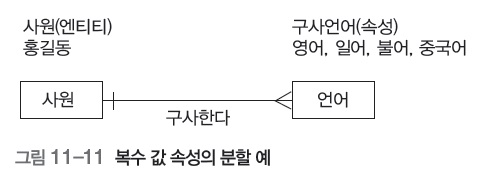 사원(엔티티)
홍길동
구사언어(속성)
영어, 일어, 불어, 중국어
사원
구사한다
언어
그림 11-11 복수 값 속성의 분할 예